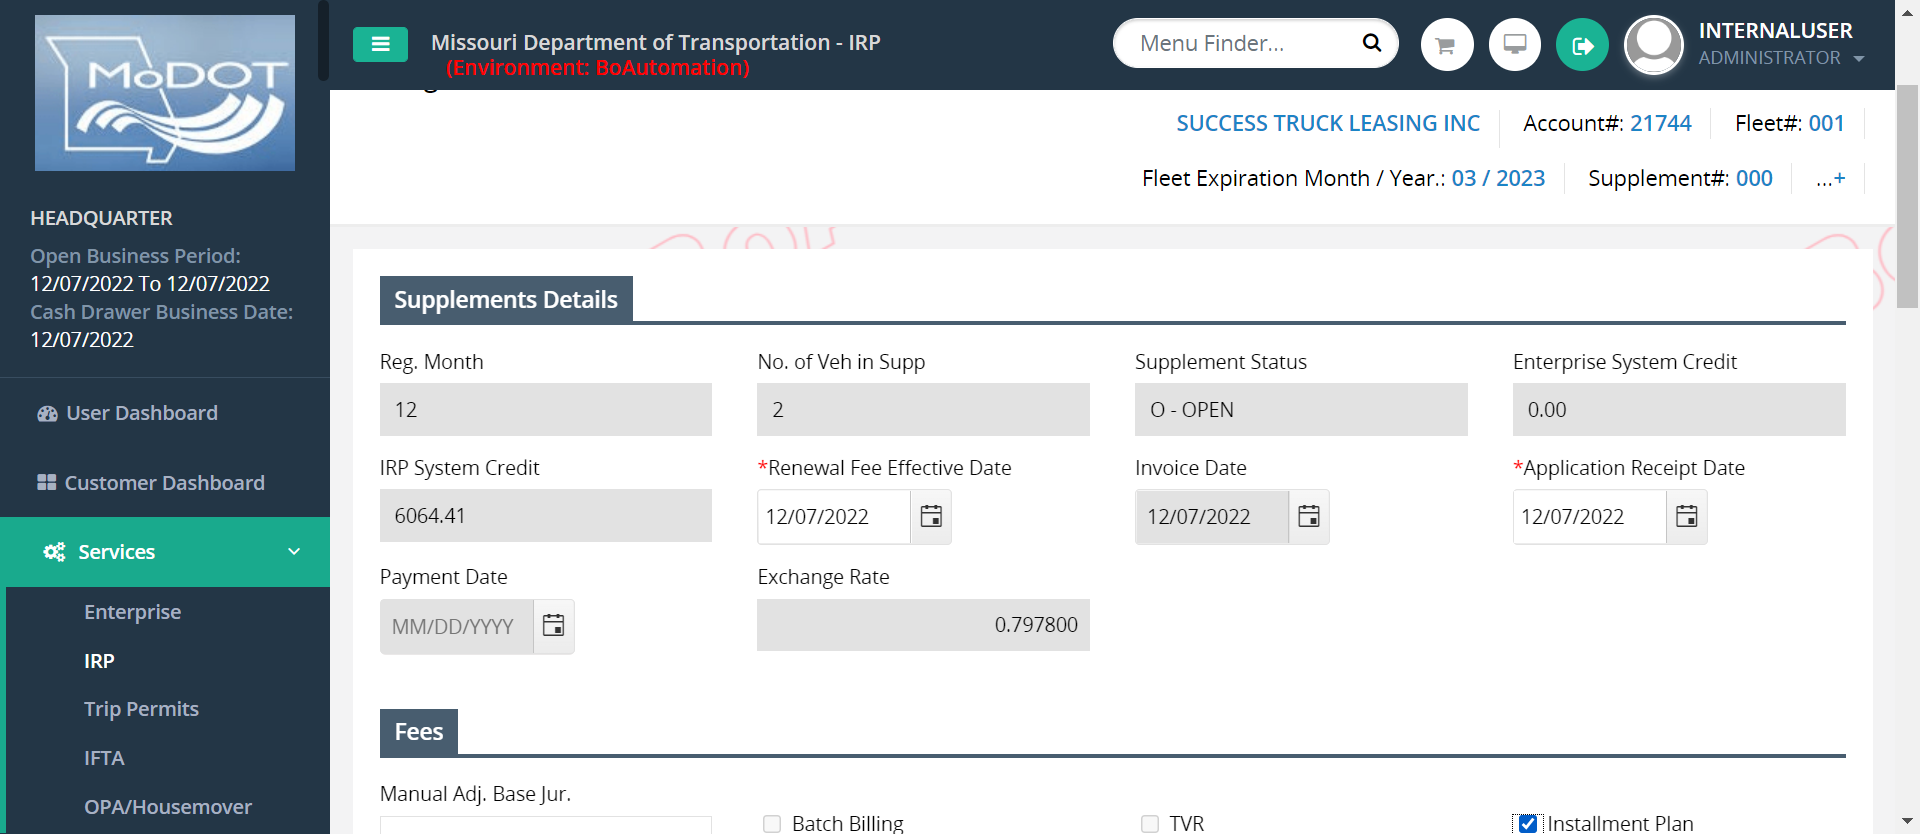 MoDOT
HEADQUARTER
Open Business Period:
12/07/2022 To 12/07/2022
Cash Drawer Business Date:
12/07/2022
User Dashboard
Customer Dashboard
Services
Enterprise
IRP
Trip Permits
IFTA
OPA/Housemover
Missouri Department of Transportation - IRP
(Environment: BoAutomation)
Menu Finder...
INTERNALUSER
ADMINISTRATOR
SUCCESS TRUCK LEASING INC Account#: 21744 Fleet#: 001
Fleet Expiration Month / Year.: 03 / 2023 Supplement#: 000 ...+
Supplements Details
Reg. Month No. of Veh in Supp Supplement Status Enterprise System Credit
12 2 O - OPEN 0.00
IRP System Credit *Renewal Fee Effective Date Invoice Date *Application Receipt Date
6064.41 12/07/2022 12/07/2022 12/07/2022
Payment Date Exchange Rate
MM/DD/YYYY 0.797800
Fees
Manual Adj. Base Jur.
Batch Billing TVR Installment Plan